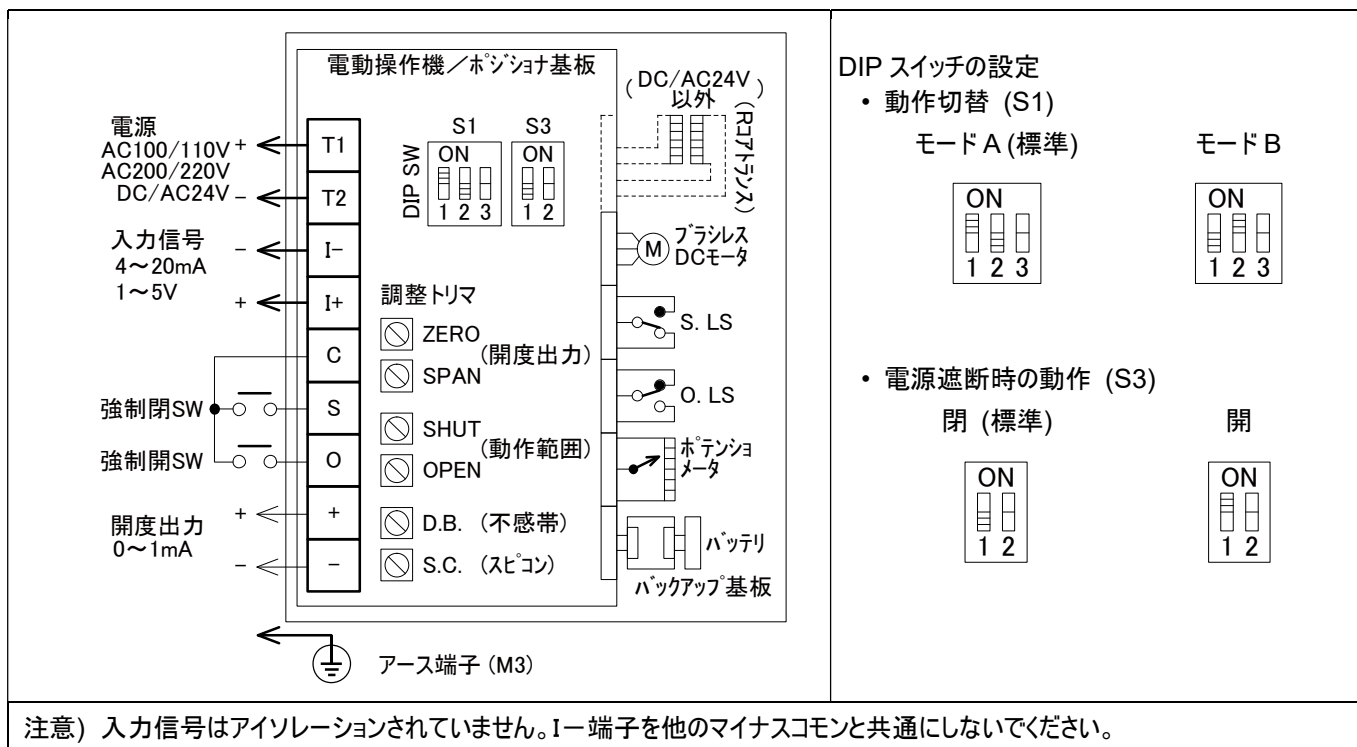 電動操作機／ポジショナ基板
(DC/AC24V)
以外
(Rコアトランス)
電源
AC100/110V
AC200/220V
DC/AC24V
+
−
T1
T2
DIP SW
S1
ON
1 2 3
S3
ON
1 2
ブラシレス
DCモータ
M
入力信号
4～20mA
1～5V
−
+
I−
I+
調整トリマ
ZERO
(開度出力)
SPAN
S. LS
C
強制閉SW
S
SHUT
(動作範囲)
OPEN
O. LS
強制開SW
O
ポテンショ
メータ
開度出力
0～1mA
+
−
+
−
D.B. (不感帯)
S.C. (スピコン)
バッテリ
バックアップ基板
アース端子 (M3)
DIP スイッチの設定
• 動作切替 (S1)
モード A (標準)
モード B
ON
1 2 3
ON
1 2 3
• 電源遮断時の動作 (S3)
閉 (標準)
開
ON
1 2
ON
1 2
注意) 入力信号はアイソレーションされていません。I－端子を他のマイナスコモンと共通にしないでください。